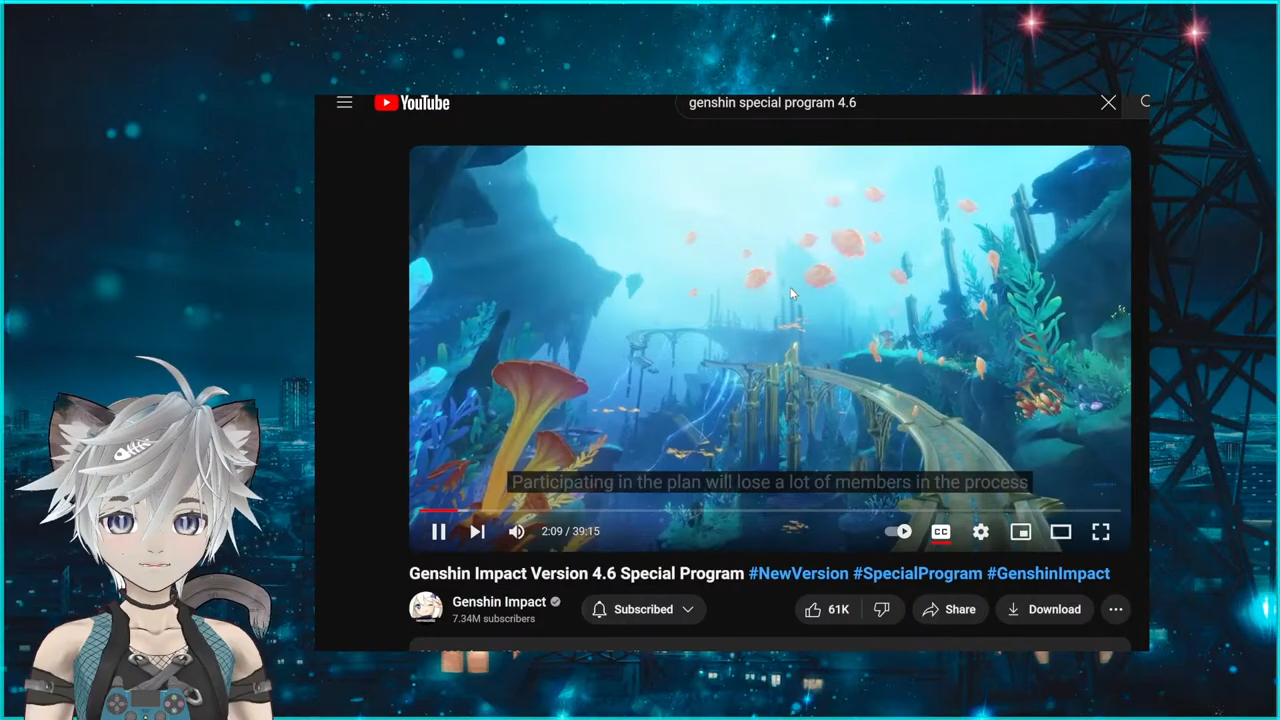 YouTube
genshin special program 4.6
Participating in the plan will lose a lot of members in the process
2:09 / 39:15
CC
Genshin Impact Version 4.6 Special Program #NewVersion #SpecialProgram #GenshinImpact
Genshin Impact
7.34M subscribers
Subscribed
61K
Share
Download